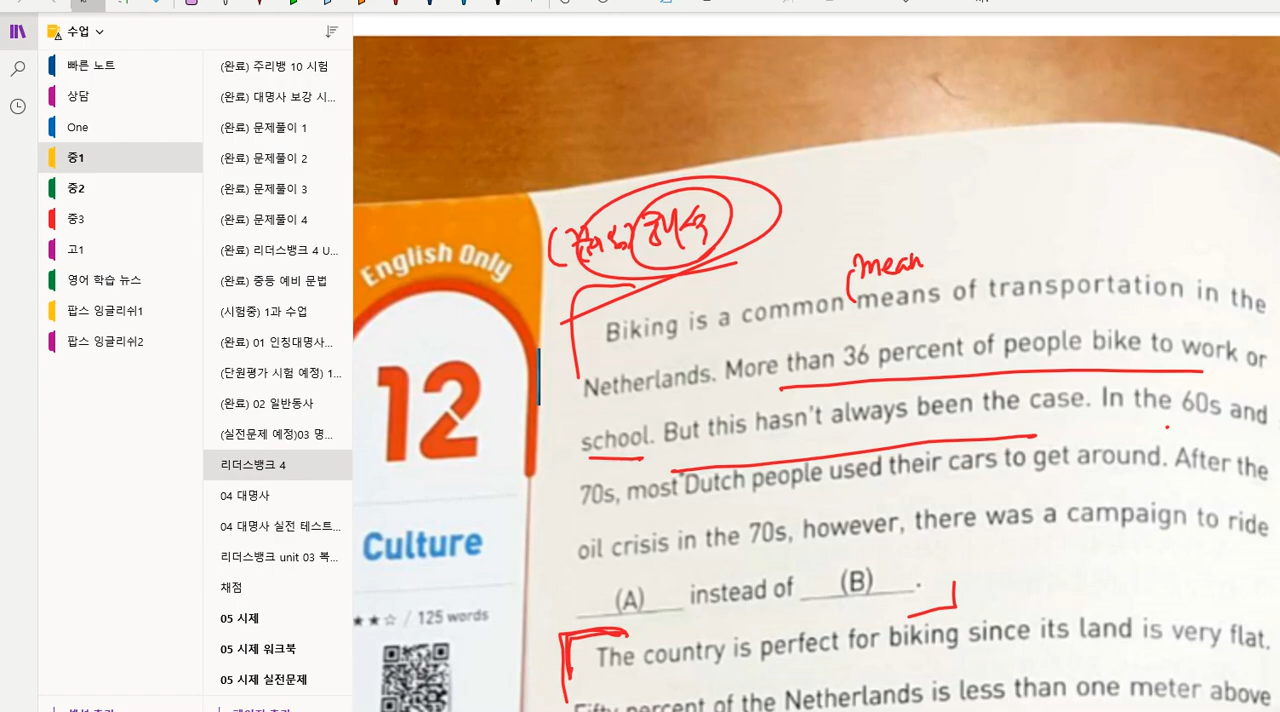 수업
빠른 노트
상담
One
중1
중2
중3
고1
영어 학습 뉴스
팝스 잉글리쉬1
팝스 잉글리쉬2
(완료) 주리뱅 10 시험
(완료) 대명사 보강 시...
(완료) 문제풀이 1
(완료) 문제풀이 2
(완료) 문제풀이 3
(완료) 문제풀이 4
(완료) 리더스뱅크 4 U...
(완료) 중등 예비 문법
(시험중) 1과 수업
(완료) 01 인칭대명사...
(단원평가 시험 예정) 1...
(완료) 02 일반동사
(실전문제 예정)03 명...
리더스뱅크 4
04 대명사
04 대명사 실전 테스트...
리더스뱅크 unit 03 복...
채점
05 시제
05 시제 워크북
05 시제 실전문제
English Only
12
Culture
★★☆ / 125 words
mean
Biking is a common means of transportation in the
Netherlands. More than 36 percent of people bike to work or
school. But this hasn't always been the case. In the 60s and
70s, most Dutch people used their cars to get around. After the
oil crisis in the 70s, however, there was a campaign to ride
(A) instead of (B).
The country is perfect for biking since its land is very flat.
Fifty percent of the Netherlands is less than one meter above